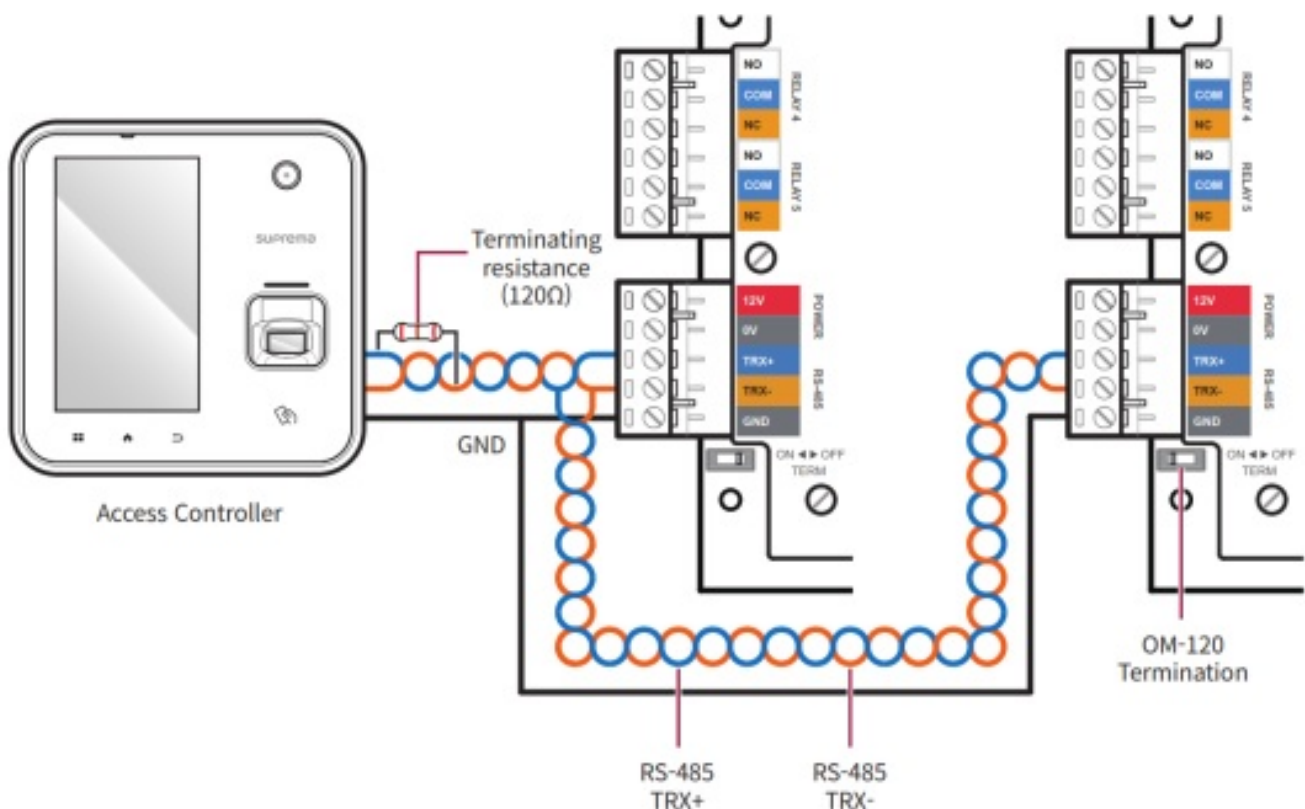 NO
COM
NC
RELAY 4
NO
COM
NC
RELAY 5
NO
COM
NC
RELAY 4
NO
COM
NC
RELAY 5
suprema
Terminating
resistance
(120Ω)
12V
0V
POWER
TRX+
TRX-
GND
RS-485
12V
0V
POWER
TRX+
TRX-
GND
RS-485
GND
ON ◄► OFF
TERM
ON ◄► OFF
TERM
Access Controller
OM-120
Termination
RS-485
TRX+
RS-485
TRX-